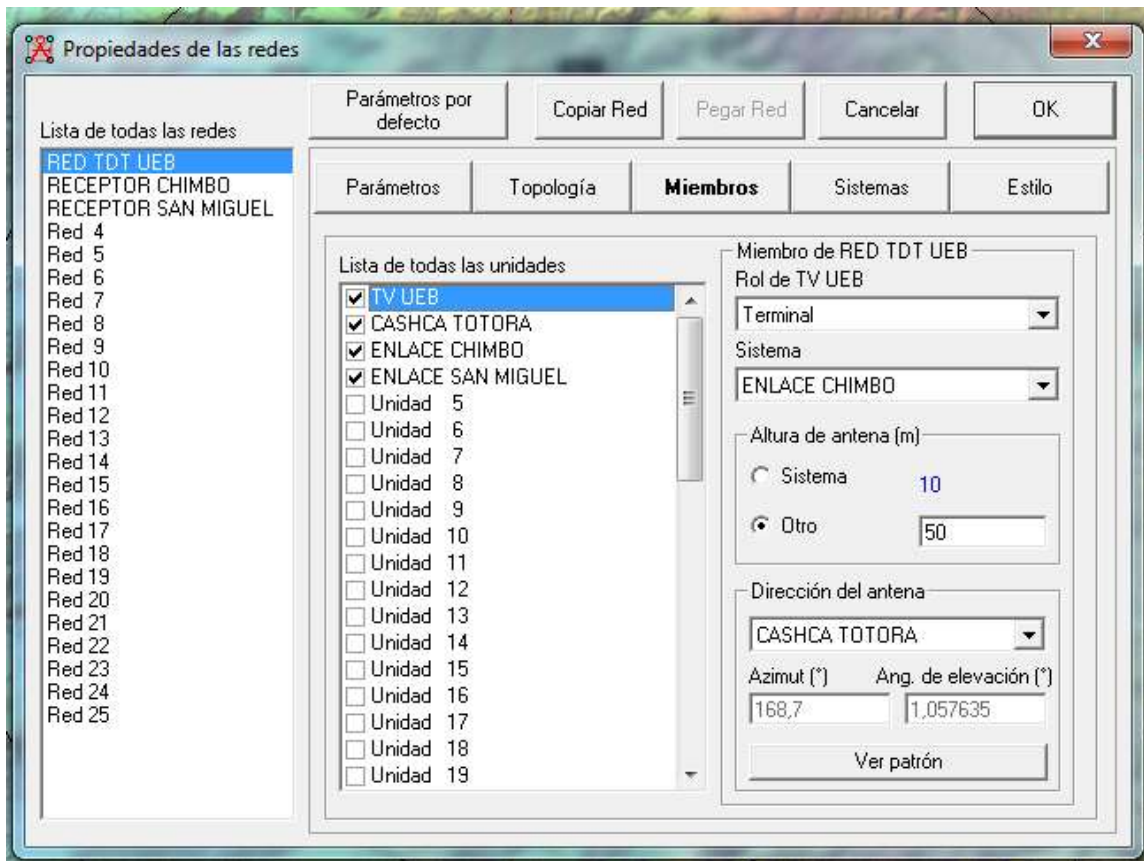 Propiedades de las redes
Parámetros por defecto
Copiar Red
Pegar Red
Cancelar
OK
Lista de todas las redes
RED TDT UEB
RECEPTOR CHIMBO
RECEPTOR SAN MIGUEL
Red 4
Red 5
Red 6
Red 7
Red 8
Red 9
Red 10
Red 11
Red 12
Red 13
Red 14
Red 15
Red 16
Red 17
Red 18
Red 19
Red 20
Red 21
Red 22
Red 23
Red 24
Red 25
Parámetros
Topología
Miembros
Sistemas
Estilo
Lista de todas las unidades
TV UEB
CASHCA TOTORA
ENLACE CHIMBO
ENLACE SAN MIGUEL
Unidad 5
Unidad 6
Unidad 7
Unidad 8
Unidad 9
Unidad 10
Unidad 11
Unidad 12
Unidad 13
Unidad 14
Unidad 15
Unidad 16
Unidad 17
Unidad 18
Unidad 19
Miembro de RED TDT UEB
Rol de TV UEB
Terminal
Sistema
ENLACE CHIMBO
Altura de antena (m)
Sistema 10
Otro 50
Dirección del antena
CASHCA TOTORA
Azimut (°) Ang. de elevación (°)
168,7 1,057635
Ver patrón